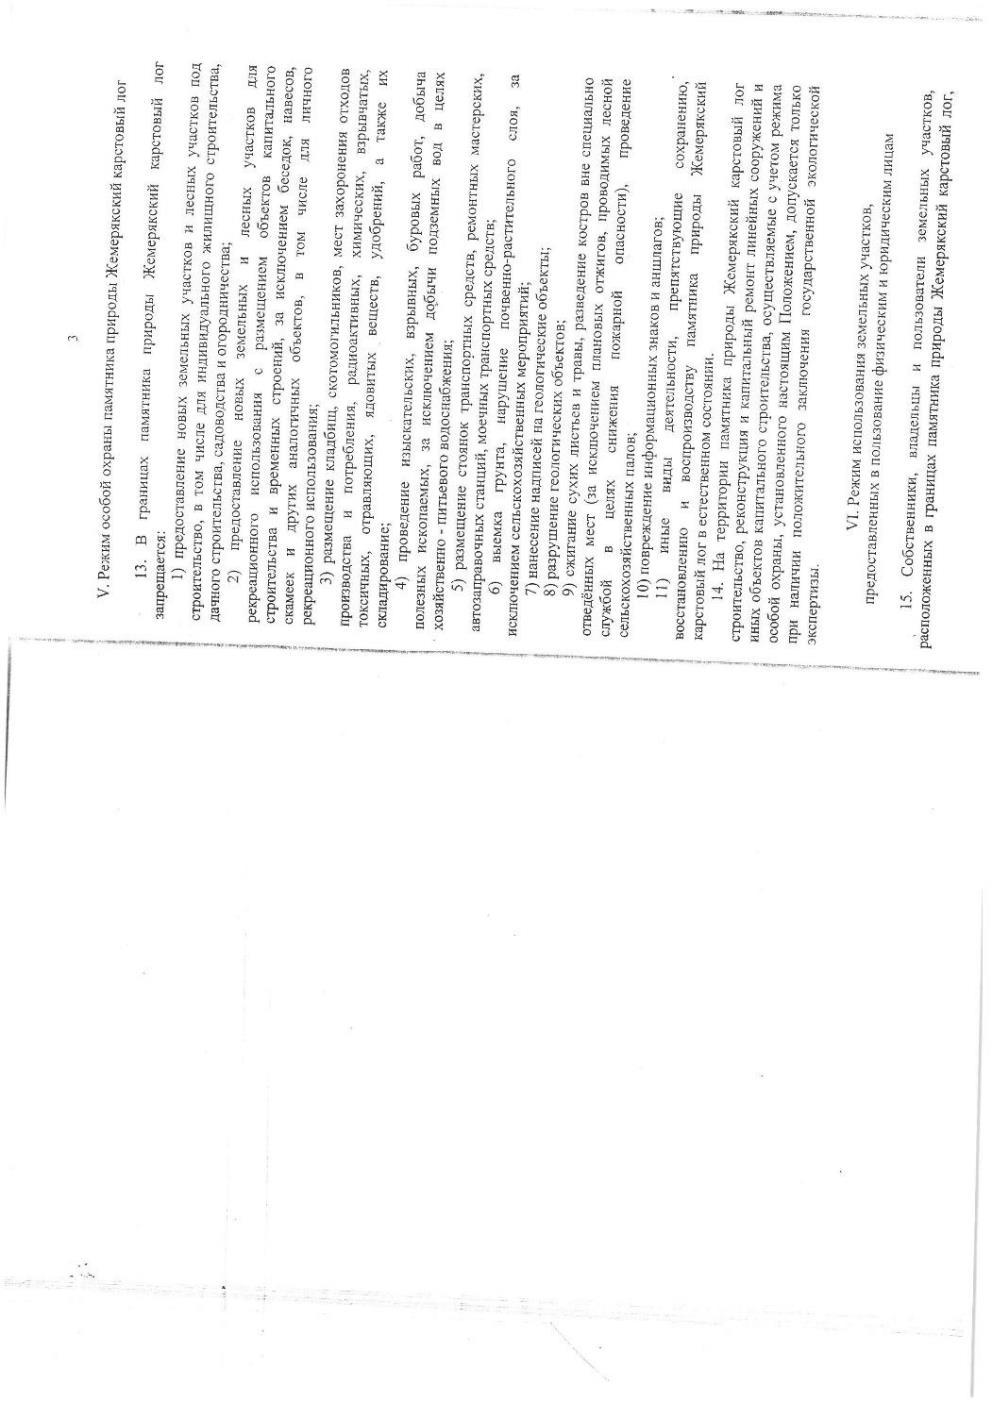 3
V. Режим особой охраны памятника природы Жемерякский карстовый лог
13. В границах памятника природы Жемерякский карстовый лог
запрещается:
1) предоставление новых земельных участков и лесных участков под
строительство, в том числе для индивидуального жилищного строительства,
дачного строительства, садоводства и огородничества;
2) предоставление новых земельных и лесных участков для
рекреационного использования с размещением объектов капитального
строительства и временных строений, за исключением беседок, навесов,
скамеек и других аналогичных объектов, в том числе для личного
рекреационного использования;
3) размещение кладбищ, скотомогильников, мест захоронения отходов
производства и потребления, радиоактивных, химических, взрывчатых,
токсичных, отравляющих, ядовитых веществ, удобрений, а также их
складирование;
4) проведение изыскательских, взрывных, буровых работ, добыча
полезных ископаемых, за исключением добычи подземных вод в целях
хозяйственно - питьевого водоснабжения;
5) размещение стоянок транспортных средств, ремонтных мастерских,
автозаправочных станций, моечных транспортных средств;
6) выемка грунта, нарушение почвенно-растительного слоя, за
исключением сельскохозяйственных мероприятий;
7) нанесение надписей на геологические объекты;
8) разрушение геологических объектов;
9) сжигание сухих листьев и травы, разведение костров вне специально
отведённых мест (за исключением плановых отжигов, проводимых лесной
службой в целях снижения пожарной опасности), проведение
сельскохозяйственных палов;
10) повреждение информационных знаков и аншлагов;
11) иные виды деятельности, препятствующие сохранению,
восстановлению и воспроизводству памятника природы Жемерякский
карстовый лог в естественном состоянии.
14. На территории памятника природы Жемерякский карстовый лог
строительство, реконструкция и капитальный ремонт линейных сооружений и
иных объектов капитального строительства, осуществляемые с учетом режима
особой охраны, установленного настоящим Положением, допускается только
при наличии положительного заключения государственной экологической
экспертизы.
VI. Режим использования земельных участков,
предоставленных в пользование физическим и юридическим лицам
15. Собственники, владельцы и пользователи земельных участков,
расположенных в границах памятника природы Жемерякский карстовый лог,